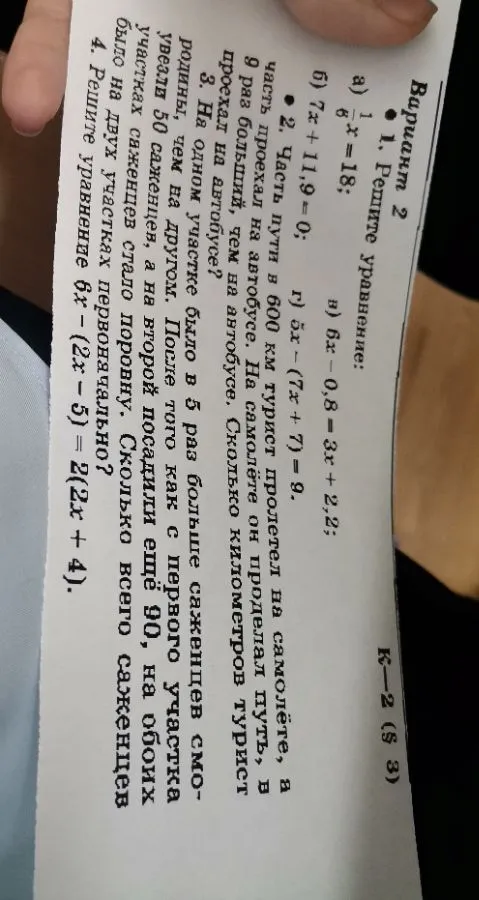 Вариант 2 К—2 (§ 3)
• 1. Решите уравнение:
а) 1/6 x = 18; в) 6x − 0,8 = 3x + 2,2;
б) 7x + 11,9 = 0; г) 5x − (7x + 7) = 9.
• 2. Часть пути в 600 км турист пролетел на самолёте, а
часть проехал на автобусе. На самолёте он проделал путь, в
9 раз больший, чем на автобусе. Сколько километров турист
проехал на автобусе?
3. На одном участке было в 5 раз больше саженцев смо-
родины, чем на другом. После того как с первого участка
увезли 50 саженцев, а на второй посадили ещё 90, на обоих
участках саженцев стало поровну. Сколько всего саженцев
было на двух участках первоначально?
4. Решите уравнение 6x − (2x − 5) = 2(2x + 4).